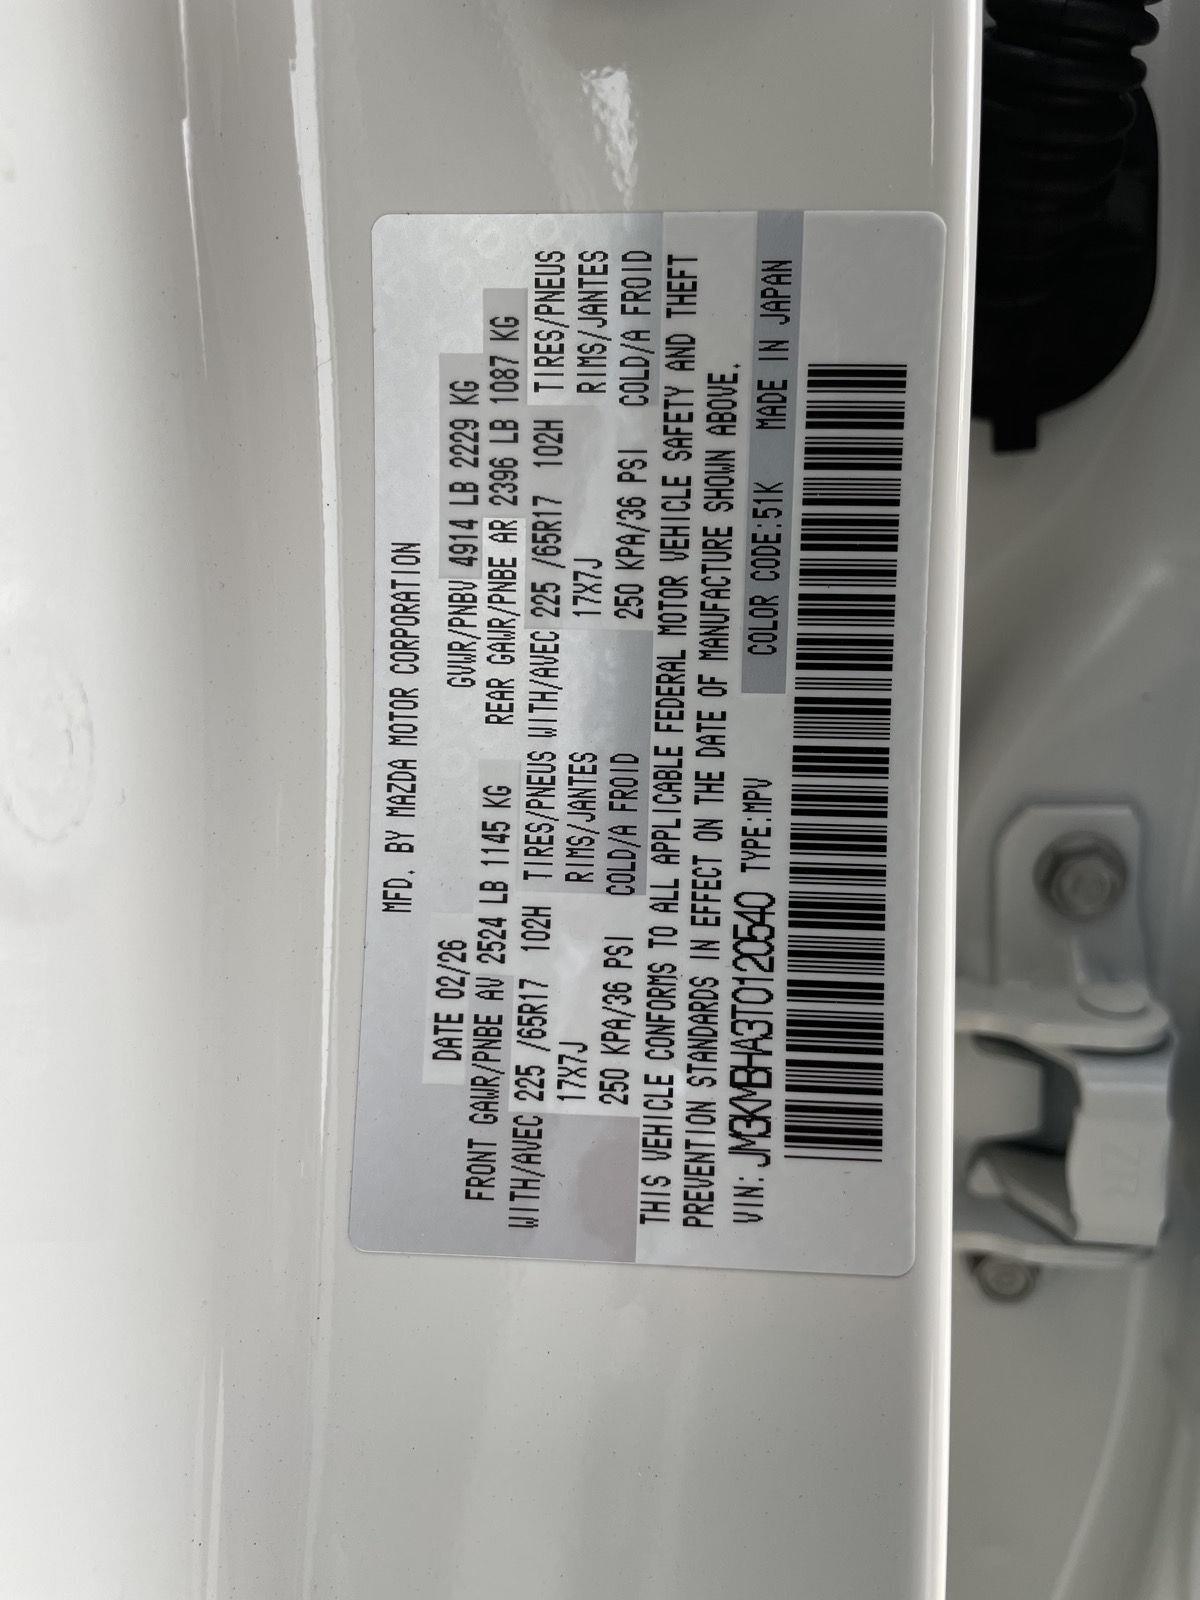 MFD. BY MAZDA MOTOR CORPORATION
DATE 02/26 GVWR/PNBV 4914 LB 2229 KG
FRONT GAWR/PNBE AV 2524 LB 1145 KG REAR GAWR/PNBE AR 2396 LB 1087 KG
WITH/AVEC 225 /65R17 102H TIRES/PNEUS WITH/AVEC 225 /65R17 102H TIRES/PNEUS
17X7J RIMS/JANTES 17X7J RIMS/JANTES
250 KPA/36 PSI COLD/A FROID 250 KPA/36 PSI COLD/A FROID
THIS VEHICLE CONFORMS TO ALL APPLICABLE FEDERAL MOTOR VEHICLE SAFETY AND THEFT
PREVENTION STANDARDS IN EFFECT ON THE DATE OF MANUFACTURE SHOWN ABOVE.
VIN: JM3KMBHA3T0120540 TYPE:MPV COLOR CODE:51K MADE IN JAPAN